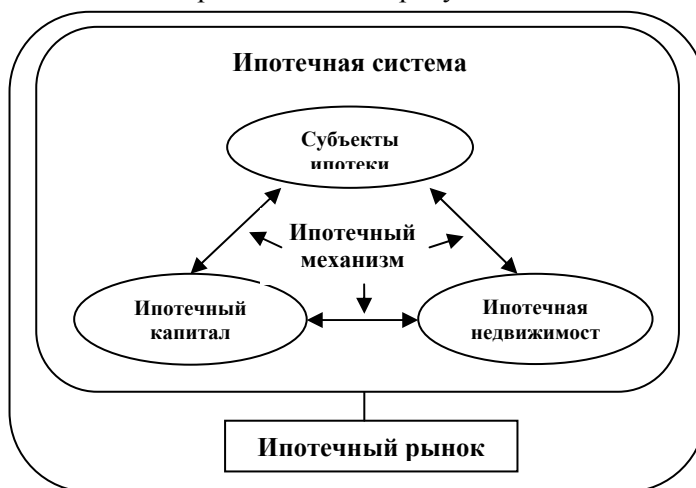 Ипотечная система
Субъекты
ипотеки
Ипотечный
механизм
Ипотечный
капитал
Ипотечная
недвижимост
Ипотечный рынок